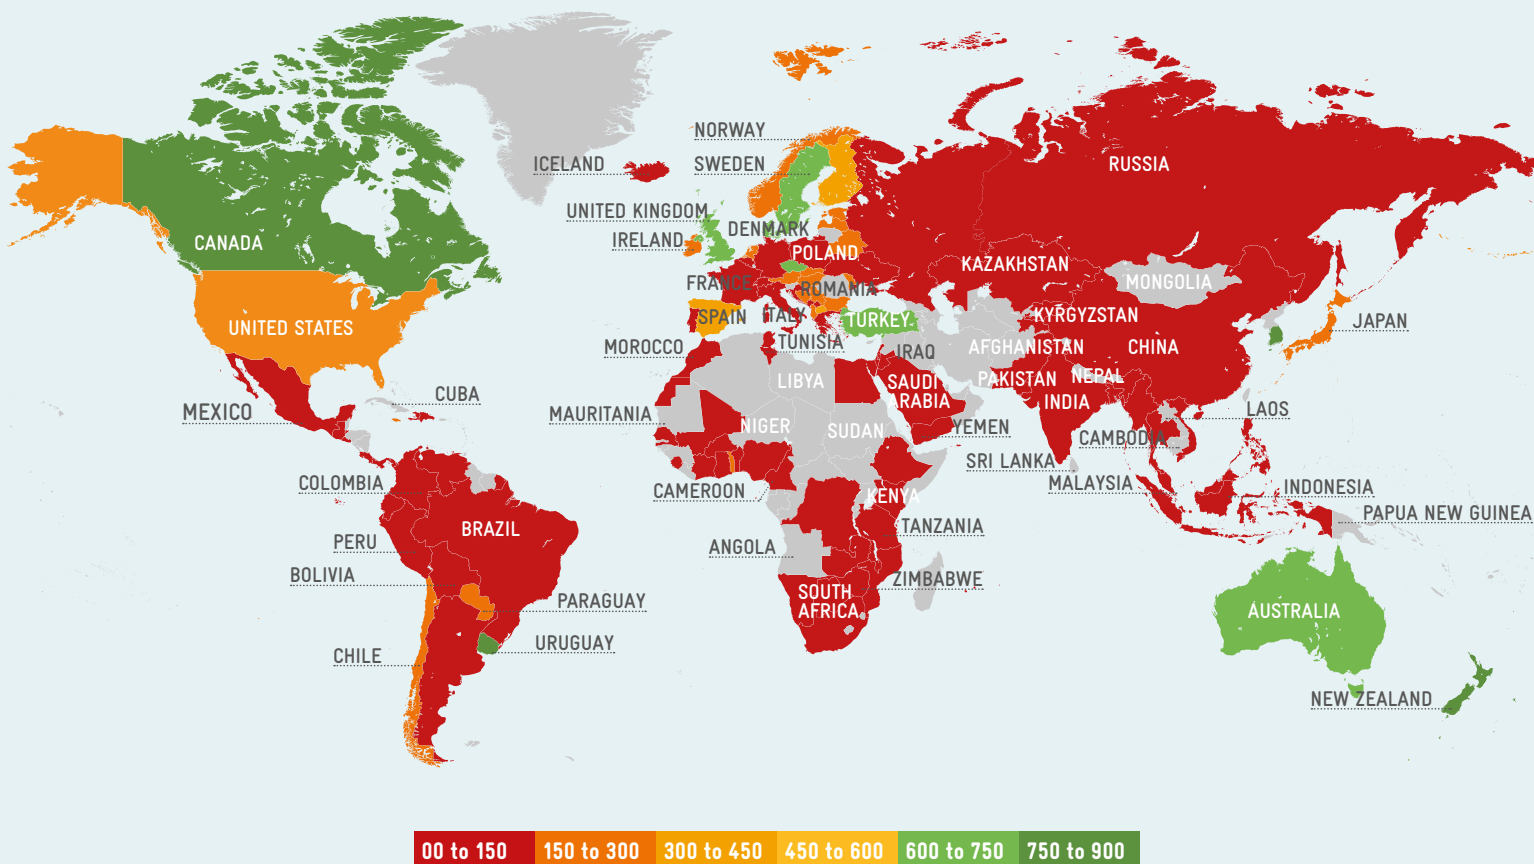 NORWAY
ICELAND
SWEDEN
RUSSIA
UNITED KINGDOM
DENMARK
IRELAND
CANADA
POLAND
KAZAKHSTAN
FRANCE
ROMANIA
MONGOLIA
UNITED STATES
SPAIN
ITALY
TURKEY
KYRGYZSTAN
JAPAN
MOROCCO
TUNISIA
IRAQ
AFGHANISTAN
CHINA
LIBYA
SAUDI
ARABIA
PAKISTAN
NEPAL
CUBA
INDIA
MEXICO
MAURITANIA
LAOS
NIGER
SUDAN
YEMEN
CAMBODIA
SRI LANKA
COLOMBIA
CAMEROON
KENYA
MALAYSIA
INDONESIA
BRAZIL
TANZANIA
PAPUA NEW GUINEA
PERU
ANGOLA
BOLIVIA
ZIMBABWE
PARAGUAY
SOUTH
AFRICA
AUSTRALIA
URUGUAY
CHILE
NEW ZEALAND
00 to 150
150 to 300
300 to 450
450 to 600
600 to 750
750 to 900